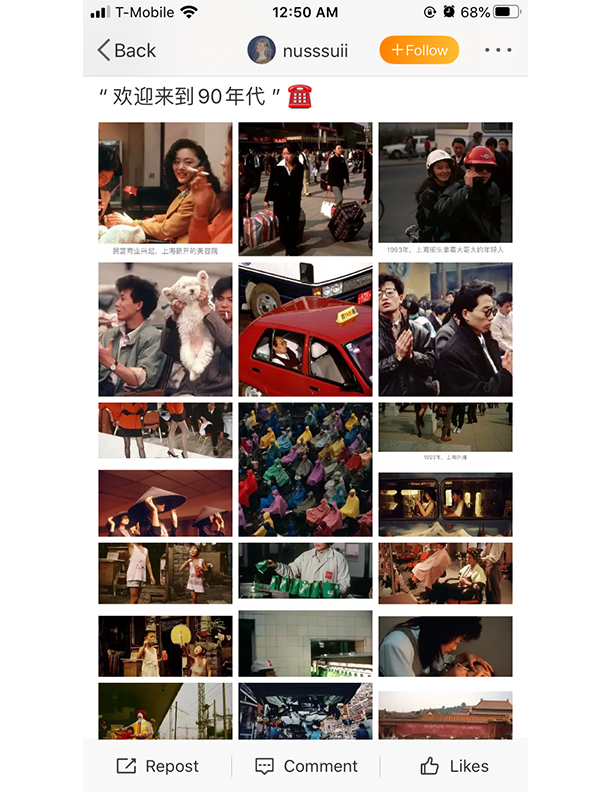 T-Mobile 12:50 AM 68%
Back nusssuii +Follow
“ 欢迎来到90年代 ”
民营商业兴起，上海新开的美容院
1993年，上海街头拿着大哥大的年轻人
1993年，上海外滩
Repost Comment Likes